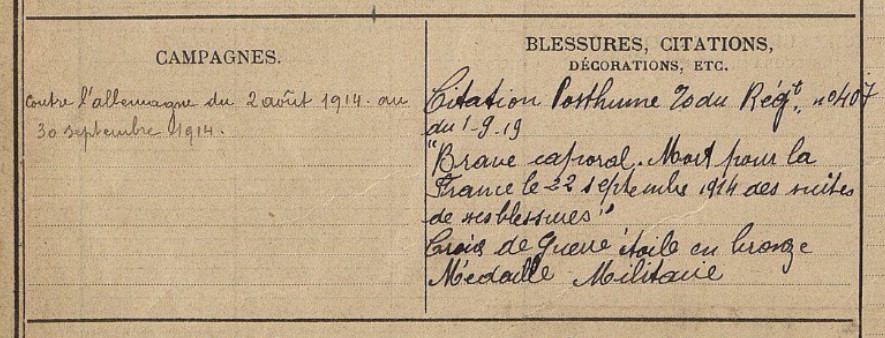 CAMPAGNES.
Contre l'allemagne du 2 août 1914. au
30 septembre 1914.
BLESSURES, CITATIONS,
DÉCORATIONS, ETC.
Citation Posthume du Régt. no 407
du 1-9-19
"Brave caporal. Mort pour la
France le 22 septembre 1914 des suites
de ses blessures"
Croix de Guerre étoile en bronze
Médaille Militaire